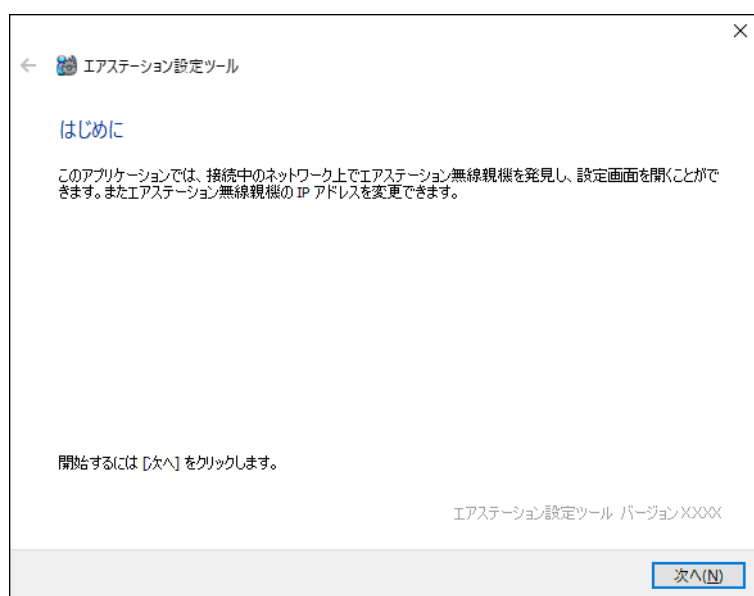 エアステーション設定ツール
はじめに
このアプリケーションでは、接続中のネットワーク上でエアステーション無線親機を発見し、設定画面を開くことがで
きます。またエアステーション無線親機の IP アドレスを変更できます。
開始するには [次へ] をクリックします。
エアステーション設定ツール バージョンXXXX
次へ(N)